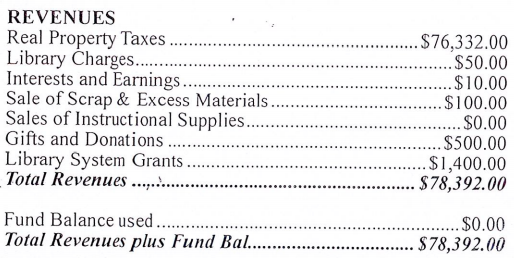 REVENUES
Real Property Taxes ................................................ $76,332.00
Library Charges................................................................ $50.00
Interests and Earnings...................................................... $10.00
Sale of Scrap & Excess Materials ................................... $100.00
Sales of Instructional Supplies............................................ $0.00
Gifts and Donations ........................................................ $500.00
Library System Grants .................................................. $1,400.00
Total Revenues ......................................................... $78,392.00
Fund Balance used ............................................................. $0.00
Total Revenues plus Fund Bal.................................. $78,392.00